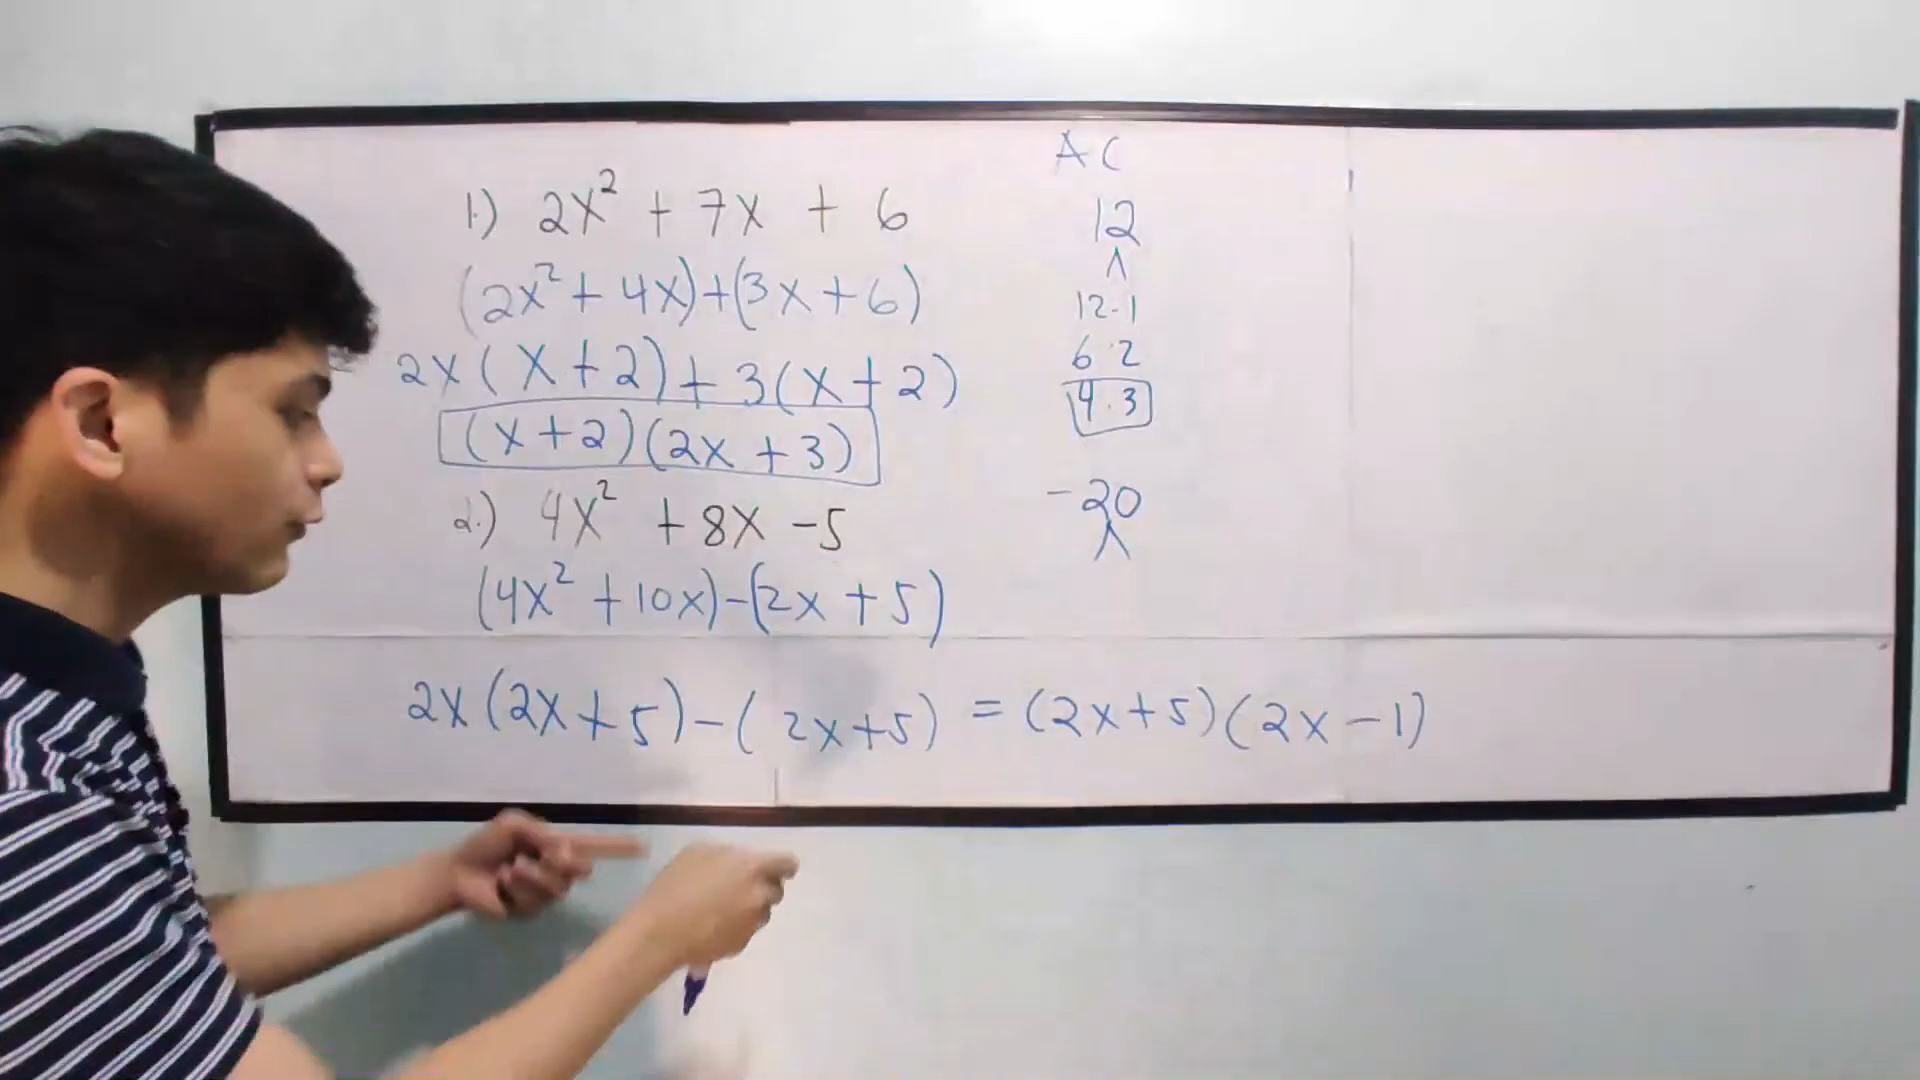 1.) 2x² + 7x + 6
(2x² + 4x) + (3x + 6)
2x(x + 2) + 3(x + 2)
(x + 2)(2x + 3)
2.) 4x² + 8x - 5
(4x² + 10x) - (2x + 5)
2x(2x + 5) - (2x + 5) = (2x + 5)(2x - 1)
AC
12
12 · 1
6 · 2
4 · 3
-20